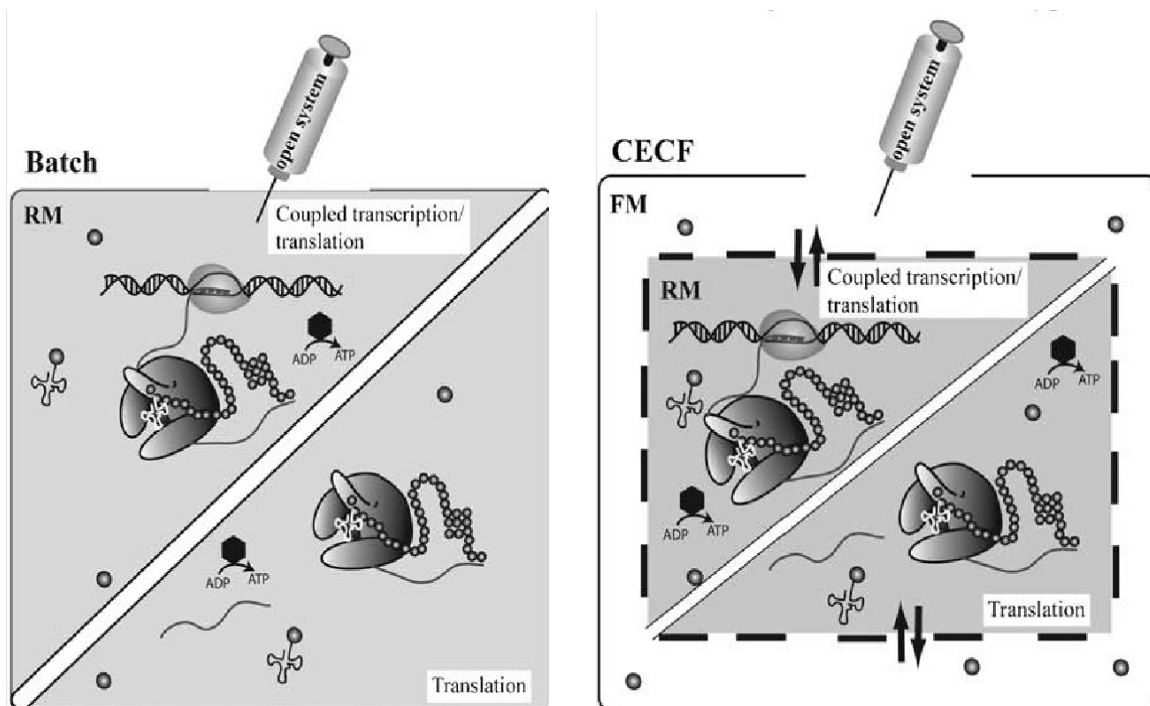 open system
Batch
RM
Coupled transcription/
translation
ADP
ATP
ADP
ATP
Translation
open system
CECF
FM
RM
Coupled transcription/
translation
ADP
ATP
ADP
ATP
Translation